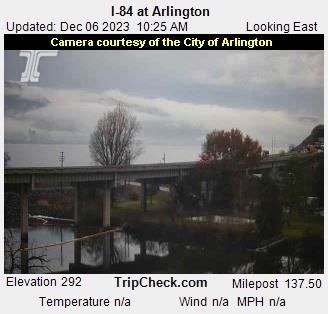 I-84 at Arlington
Updated: Dec 06 2023 10:25 AM Looking East
Camera courtesy of the City of Arlington
Elevation 292 TripCheck.com Milepost 137.50
Temperature n/a Wind n/a MPH n/a